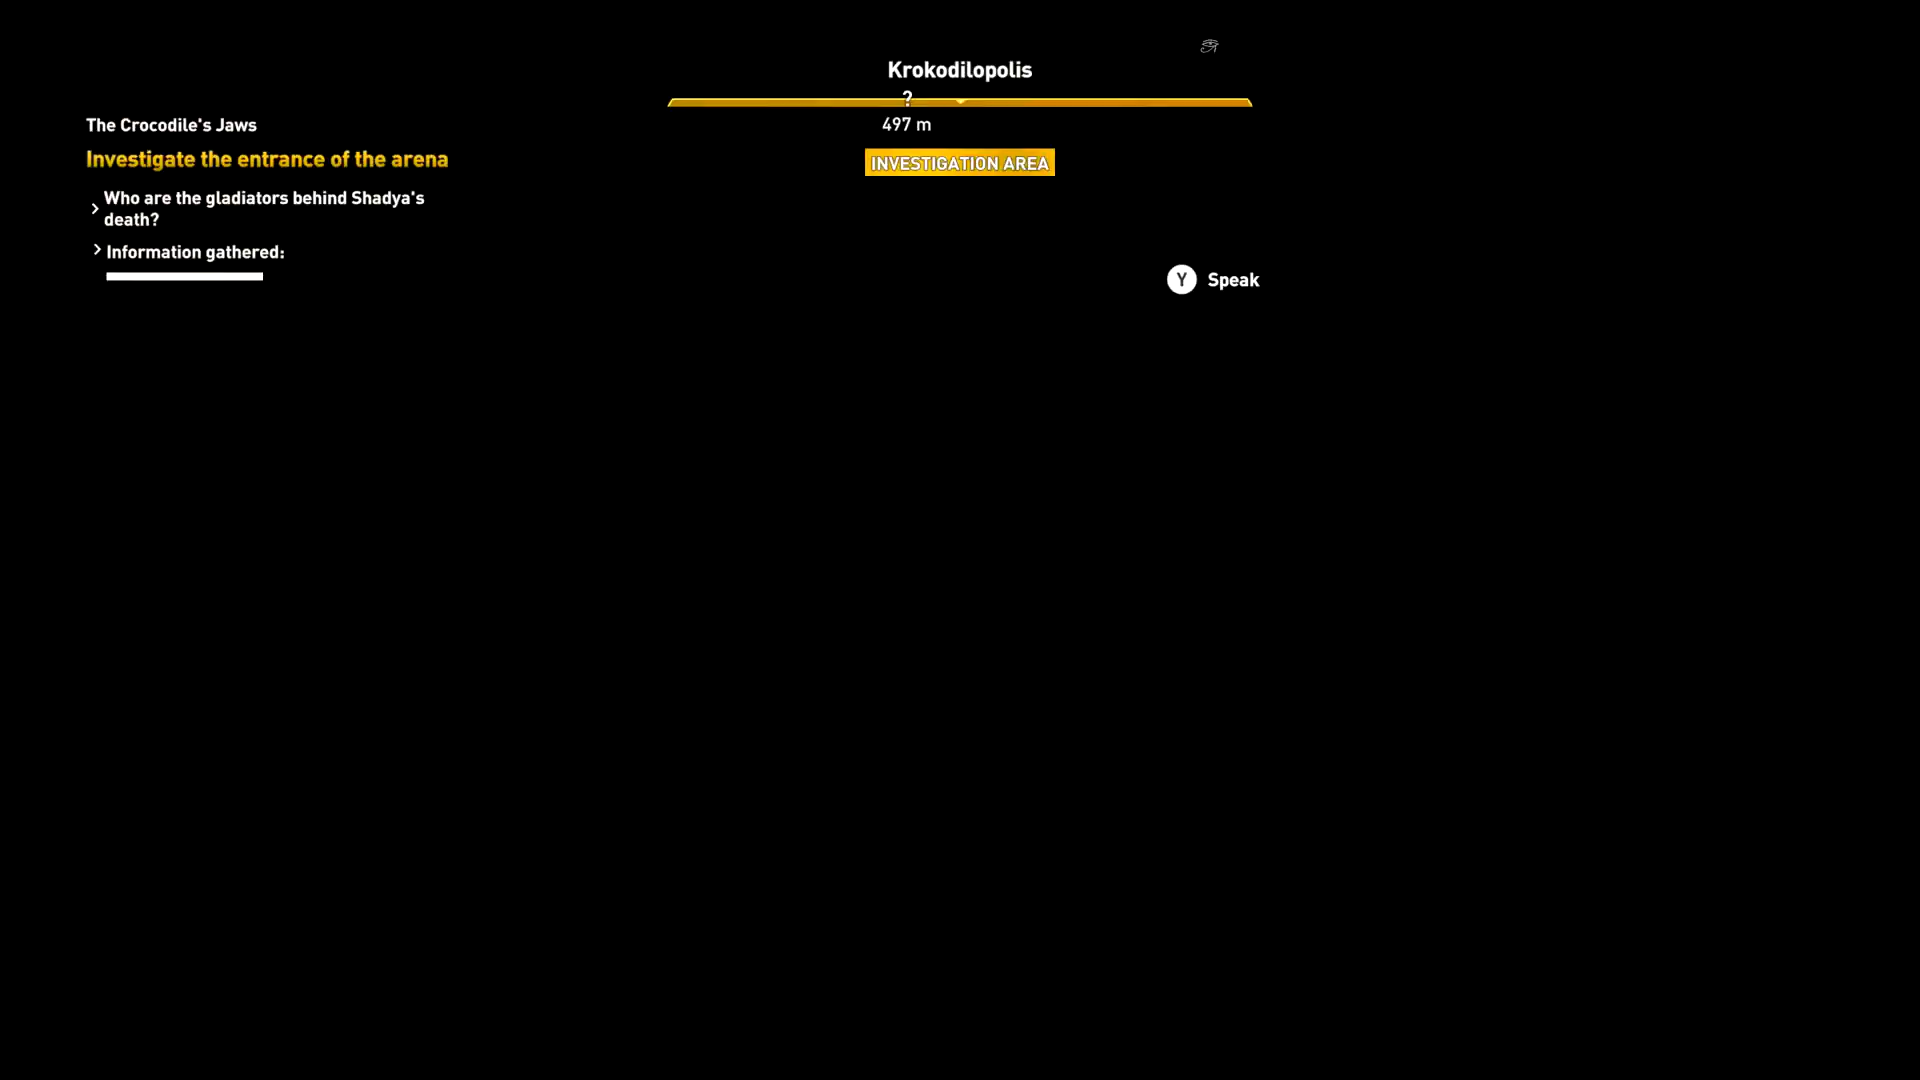 Krokodilopolis
?
497 m
INVESTIGATION AREA
The Crocodile's Jaws
Investigate the entrance of the arena
Who are the gladiators behind Shadya's
death?
Information gathered:
Y Speak